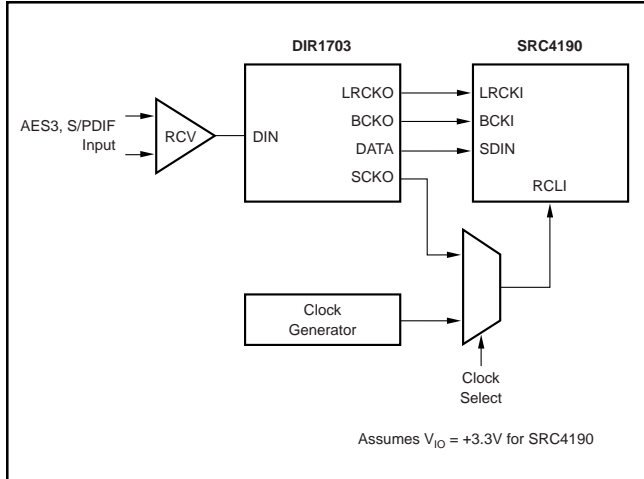 DIR1703
SRC4190
AES3, S/PDIF
Input
RCV
DIN
LRCKO
BCKO
DATA
SCKO
LRCKI
BCKI
SDIN
RCLI
Clock
Generator
Clock
Select
Assumes VIO = +3.3V for SRC4190